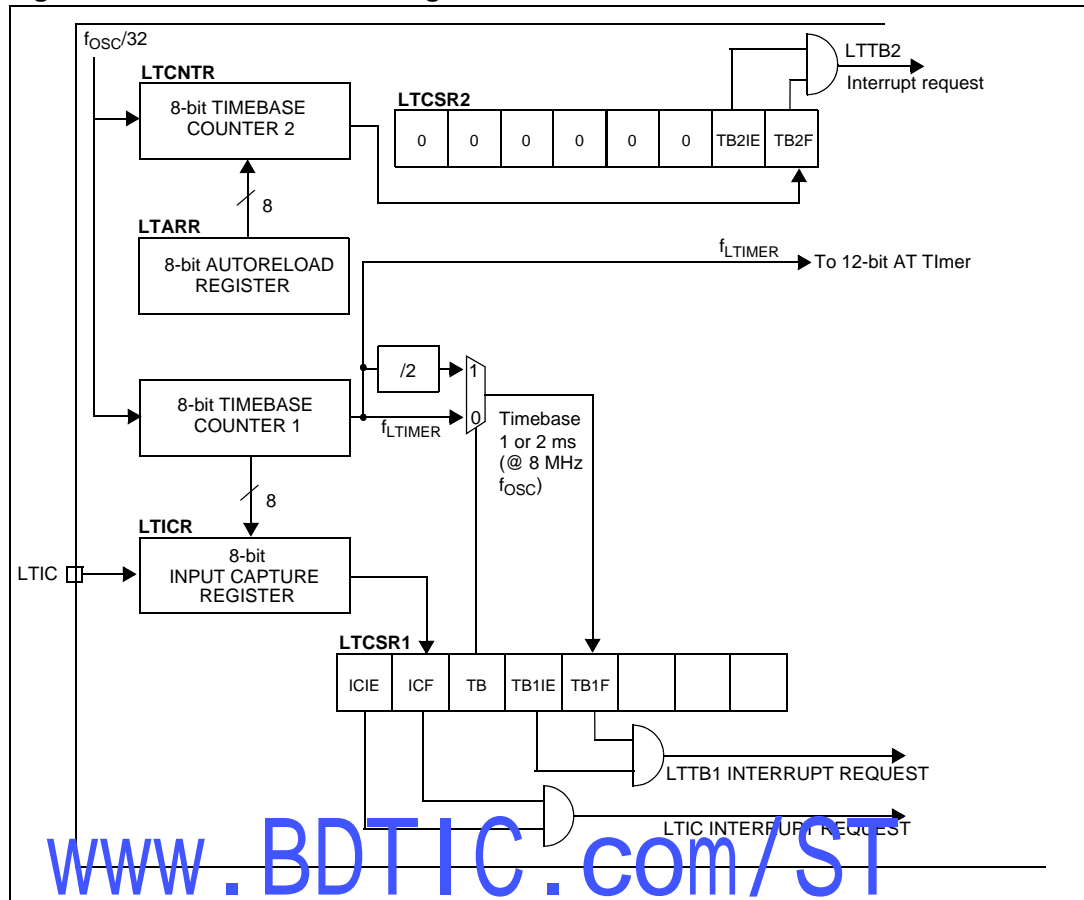 fOSC/32
LTCNTR
8-bit TIMEBASE
COUNTER 2
8
LTARR
8-bit AUTORELOAD
REGISTER
LTCSR2
0 0 0 0 0 0 TB2IE TB2F
LTTB2
Interrupt request
fLTIMER
To 12-bit AT TImer
/2
1
0
8-bit TIMEBASE
COUNTER 1
fLTIMER
Timebase
1 or 2 ms
(@ 8 MHz
fOSC)
8
LTICR
LTIC
8-bit
INPUT CAPTURE
REGISTER
LTCSR1
ICIE ICF TB TB1IE TB1F
LTTB1 INTERRUPT REQUEST
LTIC INTERRUPT REQUEST
www.BDTIC.com/ST